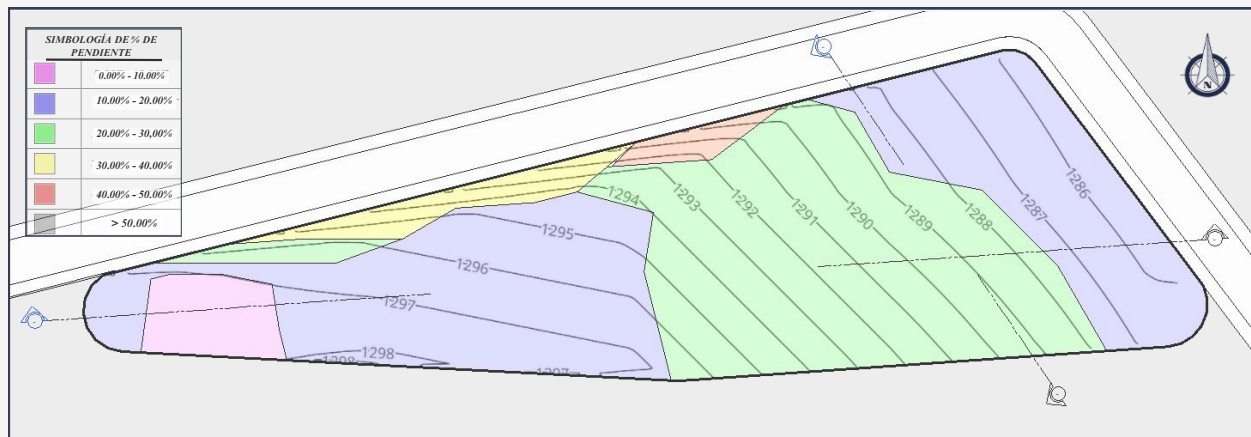 SIMBOLOGÍA DE % DE
PENDIENTE
0.00% - 10.00%
10.00% - 20.00%
20.00% - 30,00%
30.00% - 40.00%
40.00% - 50.00%
> 50.00%
N
1286
1287
1288
1289
1290
1291
1292
1293
1294
1295
1296
1297
1298
1298
1297